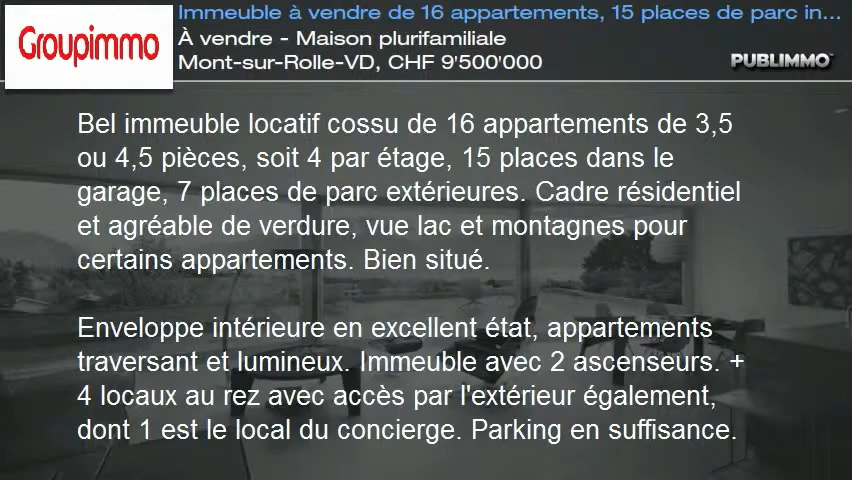 Groupimmo
Immeuble à vendre de 16 appartements, 15 places de parc in...
À vendre - Maison plurifamiliale
Mont-sur-Rolle-VD, CHF 9'500'000
PUBLIMMO™
Bel immeuble locatif cossu de 16 appartements de 3,5
ou 4,5 pièces, soit 4 par étage, 15 places dans le
garage, 7 places de parc extérieures. Cadre résidentiel
et agréable de verdure, vue lac et montagnes pour
certains appartements. Bien situé.
Enveloppe intérieure en excellent état, appartements
traversant et lumineux. Immeuble avec 2 ascenseurs. +
4 locaux au rez avec accès par l'extérieur également,
dont 1 est le local du concierge. Parking en suffisance.